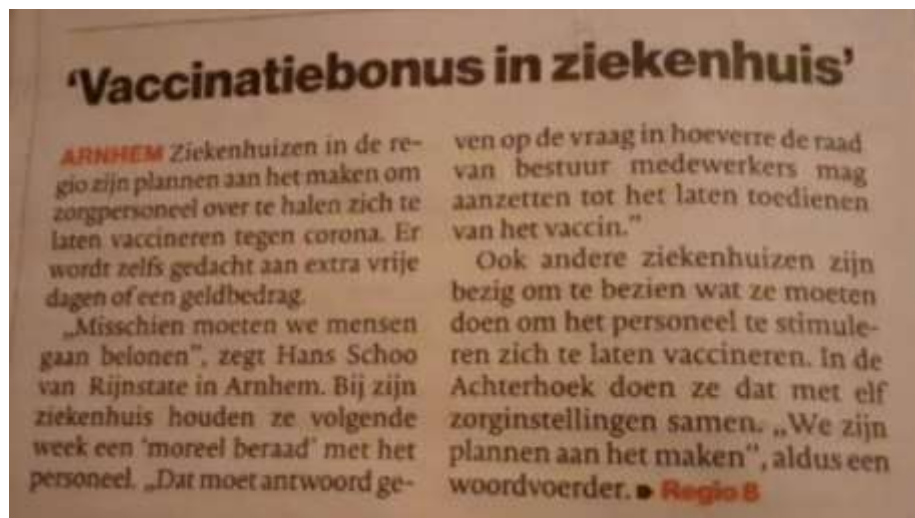 'Vaccinatiebonus in ziekenhuis'
ARNHEM Ziekenhuizen in de re-
gio zijn plannen aan het maken om
zorgpersoneel over te halen zich te
laten vaccineren tegen corona. Er
wordt zelfs gedacht aan extra vrije
dagen of een geldbedrag.
„Misschien moeten we mensen
gaan belonen”, zegt Hans Schoo
van Rijnstate in Arnhem. Bij zijn
ziekenhuis houden ze volgende
week een ‘moreel beraad’ met het
personeel. „Dat moet antwoord ge-
ven op de vraag in hoeverre de raad
van bestuur medewerkers mag
aanzetten tot het laten toedienen
van het vaccin.”
Ook andere ziekenhuizen zijn
bezig om te bezien wat ze moeten
doen om het personeel te stimule-
ren zich te laten vaccineren. In de
Achterhoek doen ze dat met elf
zorginstellingen samen. „We zijn
plannen aan het maken”, aldus een
woordvoerder. Regio 8